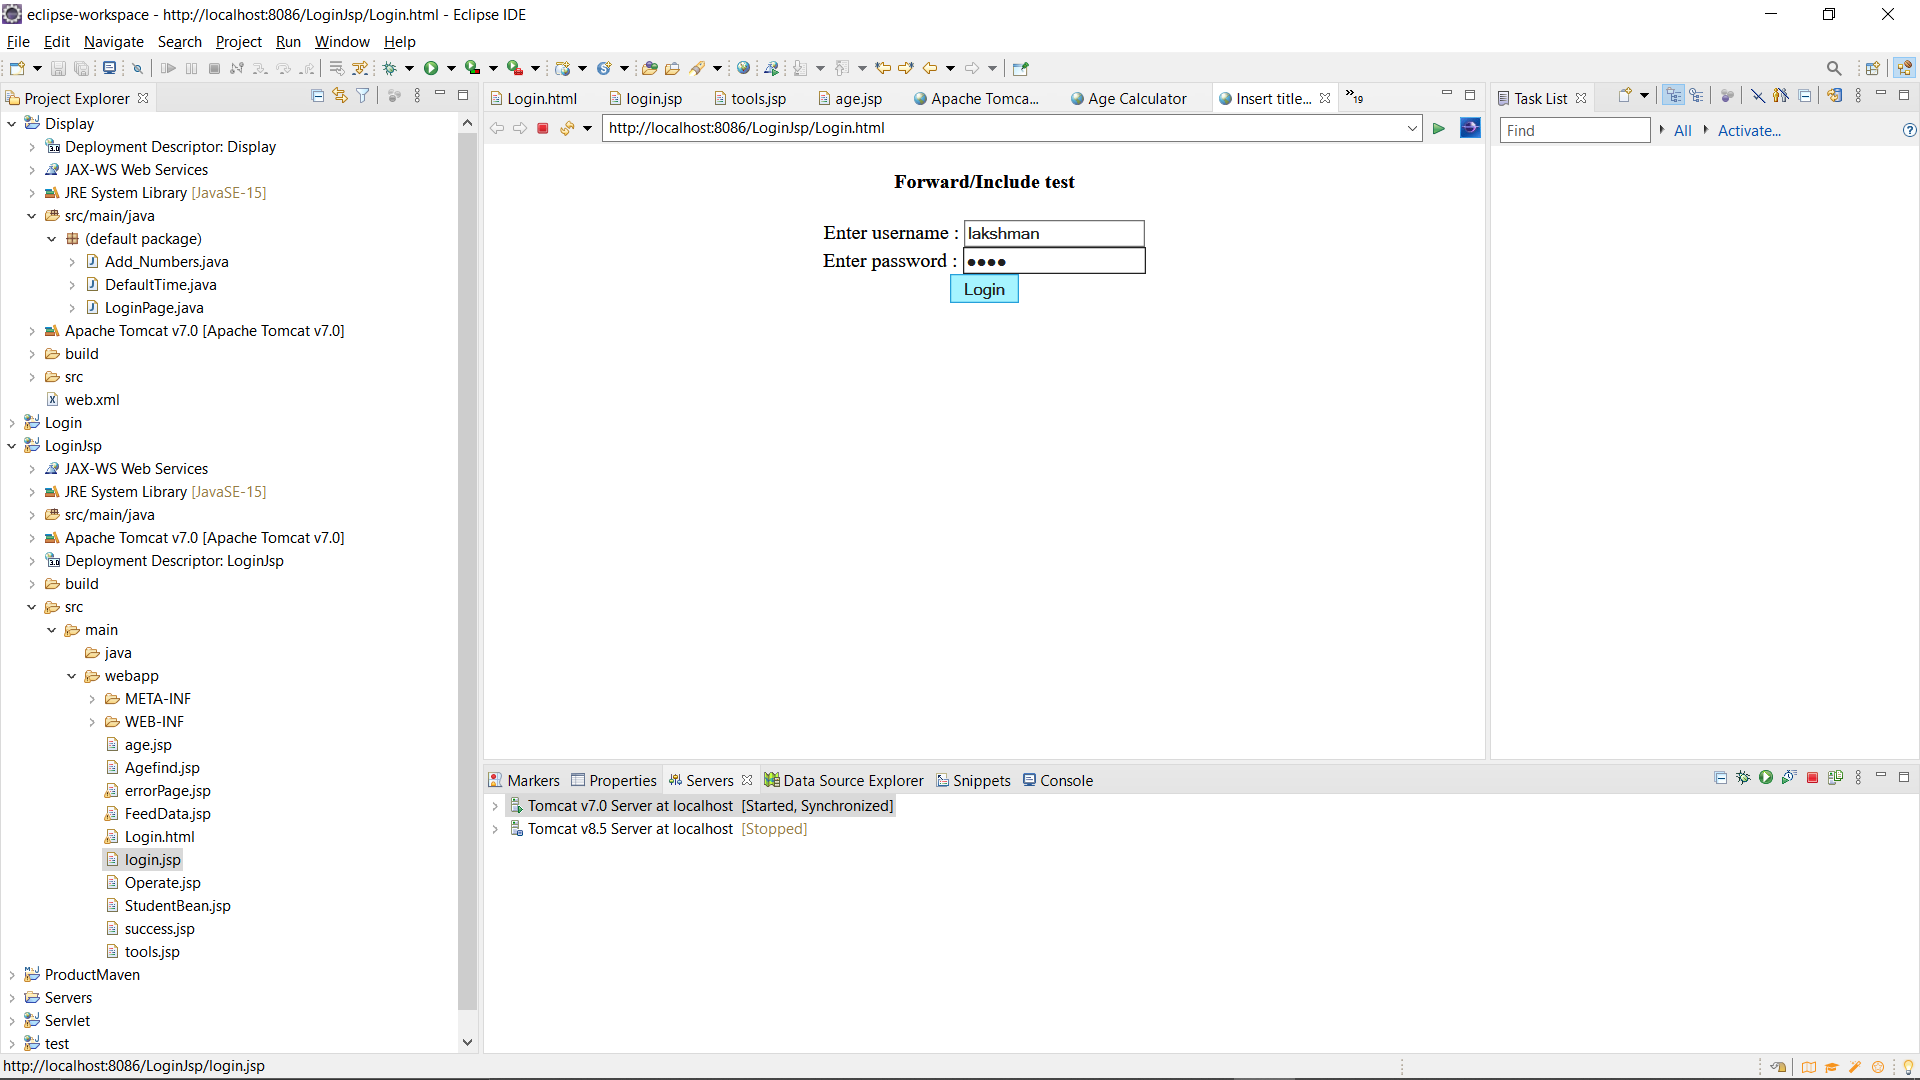 eclipse-workspace - http://localhost:8086/LoginJsp/Login.html - Eclipse IDE
File Edit Navigate Search Project Run Window Help
Project Explorer
Login.html login.jsp tools.jsp age.jsp Apache Tomca... Age Calculator Insert title... »19
Task List
http://localhost:8086/LoginJsp/Login.html
Find All Activate...
Display
Deployment Descriptor: Display
JAX-WS Web Services
JRE System Library [JavaSE-15]
src/main/java
(default package)
Add_Numbers.java
DefaultTime.java
LoginPage.java
Apache Tomcat v7.0 [Apache Tomcat v7.0]
build
src
web.xml
Login
LoginJsp
JAX-WS Web Services
JRE System Library [JavaSE-15]
src/main/java
Apache Tomcat v7.0 [Apache Tomcat v7.0]
Deployment Descriptor: LoginJsp
build
src
main
java
webapp
META-INF
WEB-INF
age.jsp
Agefind.jsp
errorPage.jsp
FeedData.jsp
Login.html
login.jsp
Operate.jsp
StudentBean.jsp
success.jsp
tools.jsp
ProductMaven
Servers
Servlet
test
Forward/Include test
Enter username : lakshman
Enter password : ●●●●
Login
Markers Properties Servers Data Source Explorer Snippets Console
Tomcat v7.0 Server at localhost [Started, Synchronized]
Tomcat v8.5 Server at localhost [Stopped]
http://localhost:8086/LoginJsp/login.jsp